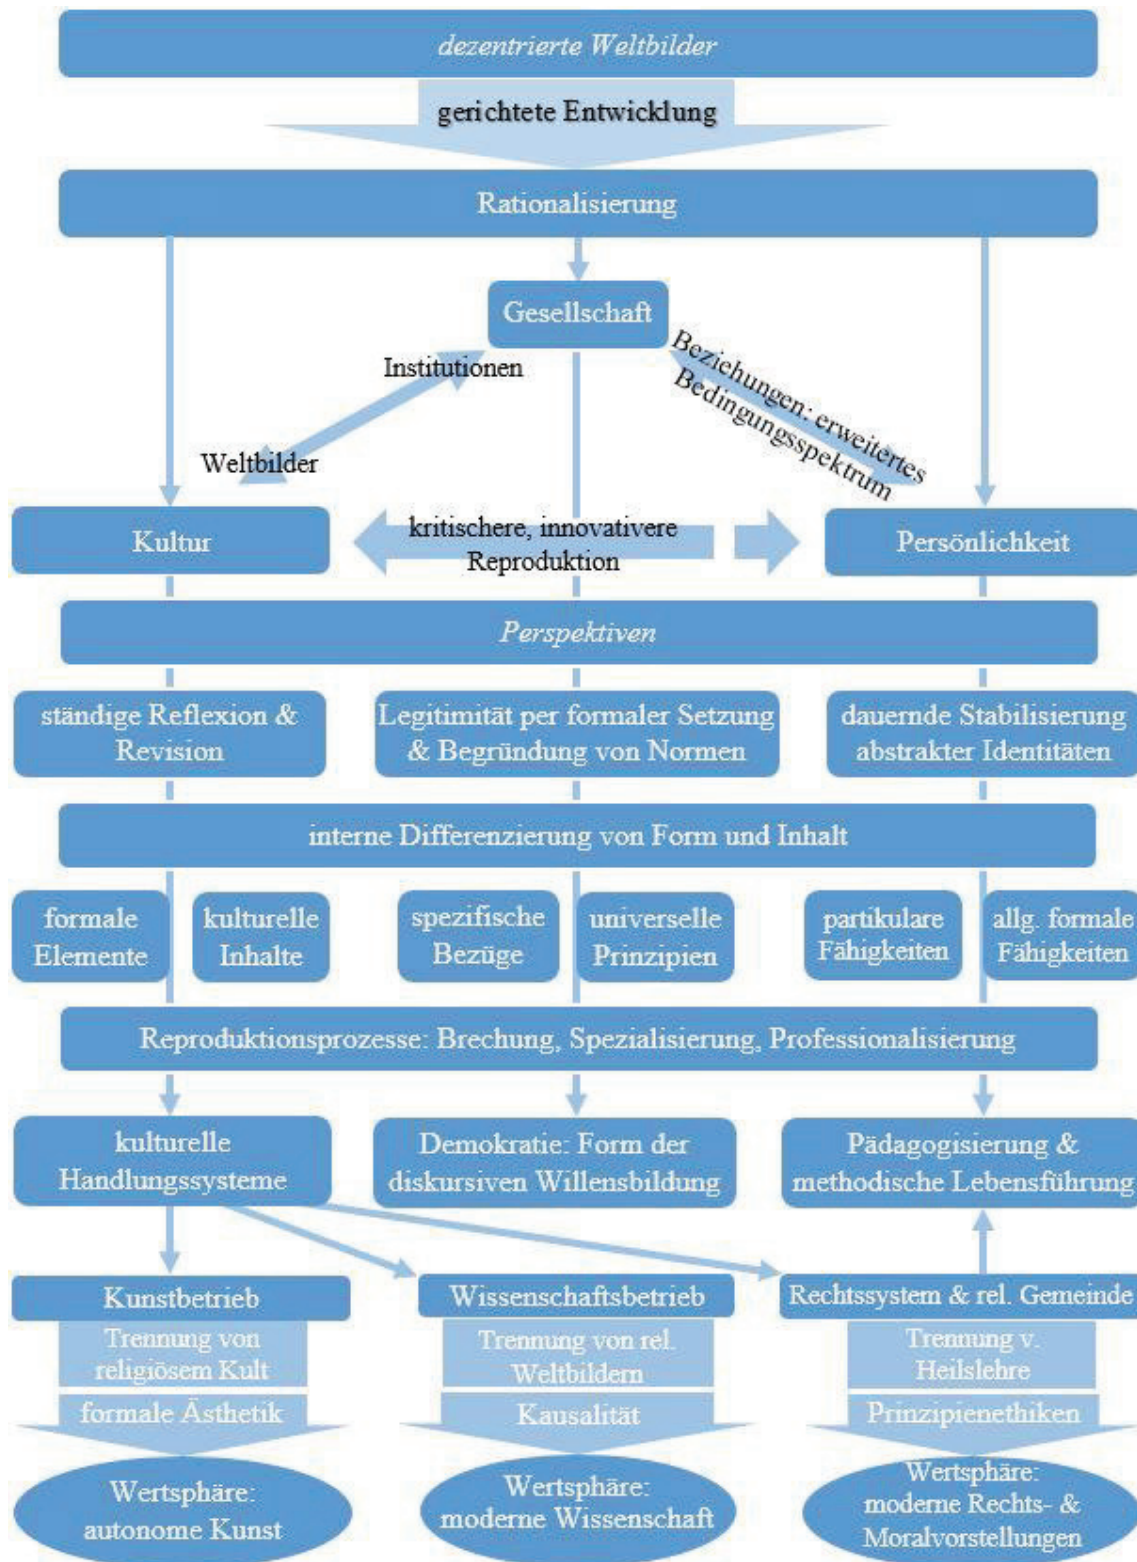 dezentrierte Weltbilder
gerichtete Entwicklung
Rationalisierung
Gesellschaft
Institutionen
Weltbilder
Beziehungen: erweitertes
Bedingungsspektrum
Kultur
kritischere, innovativere
Reproduktion
Persönlichkeit
Perspektiven
ständige Reflexion &
Revision
Legitimität per formaler Setzung
& Begründung von Normen
dauernde Stabilisierung
abstrakter Identitäten
interne Differenzierung von Form und Inhalt
formale
Elemente
kulturelle
Inhalte
spezifische
Bezüge
universelle
Prinzipien
partikulare
Fähigkeiten
allg. formale
Fähigkeiten
Reproduktionsprozesse: Brechung, Spezialisierung, Professionalisierung
kulturelle
Handlungssysteme
Demokratie: Form der
diskursiven Willensbildung
Pädagogisierung &
methodische Lebensführung
Kunstbetrieb
Wissenschaftsbetrieb
Rechtssystem & rel. Gemeinde
Trennung von
religiösem Kult
Trennung von rel.
Weltbildern
Trennung v.
Heilslehre
formale Ästhetik
Kausalität
Prinzipienethiken
Wertsphäre:
autonome Kunst
Wertsphäre:
moderne Wissenschaft
Wertsphäre:
moderne Rechts- &
Moralvorstellungen